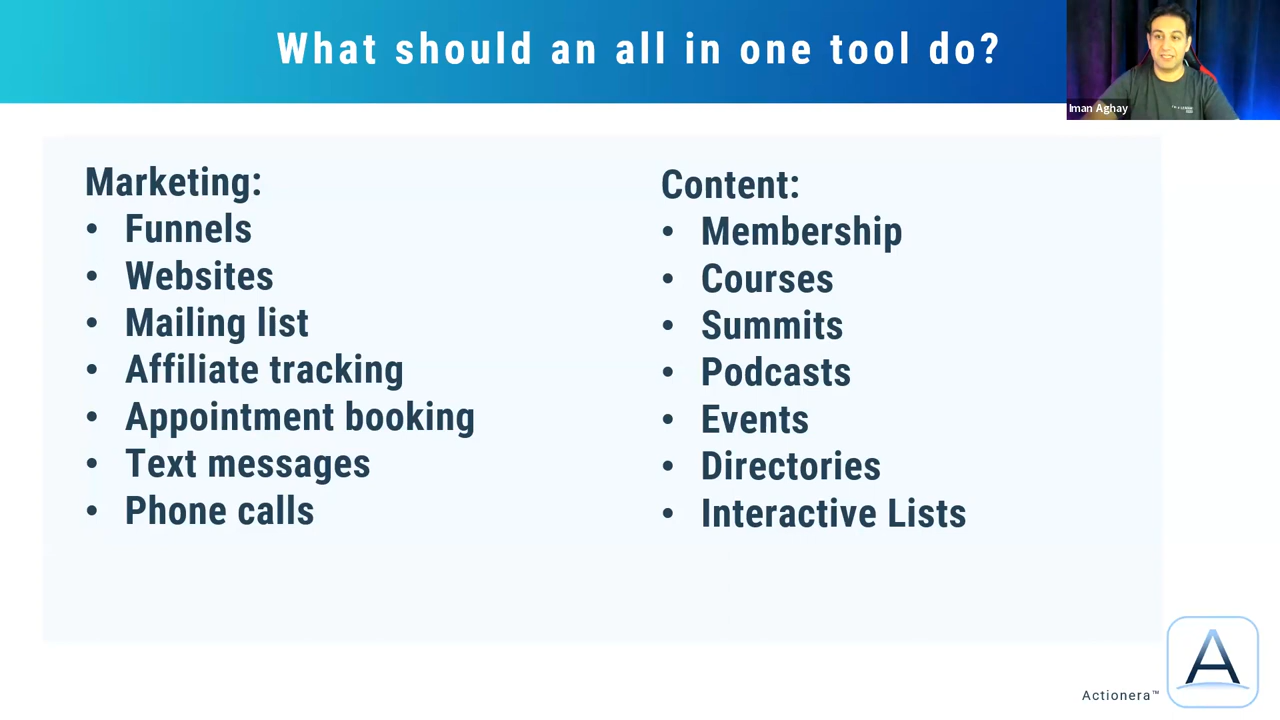 What should an all in one tool do?
Iman Aghay
Marketing:
• Funnels
• Websites
• Mailing list
• Affiliate tracking
• Appointment booking
• Text messages
• Phone calls
Content:
• Membership
• Courses
• Summits
• Podcasts
• Events
• Directories
• Interactive Lists
Actionera™
A